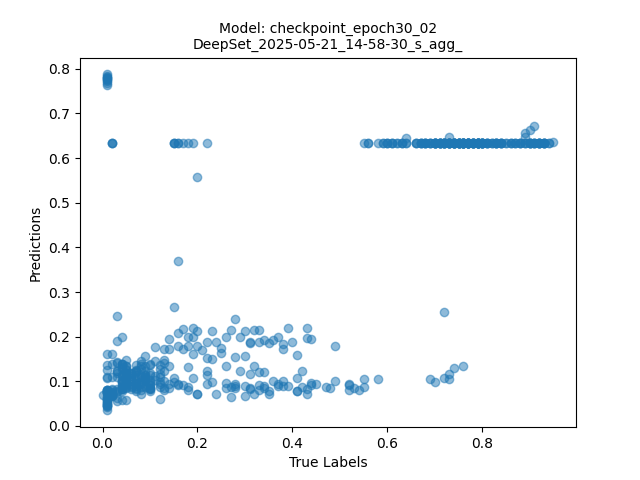 Model: checkpoint_epoch30_02
DeepSet_2025-05-21_14-58-30_s_agg_
0.8
0.7
0.6
0.5
0.4
0.3
0.2
0.1
0.0
Predictions
0.0 0.2 0.4 0.6 0.8
True Labels